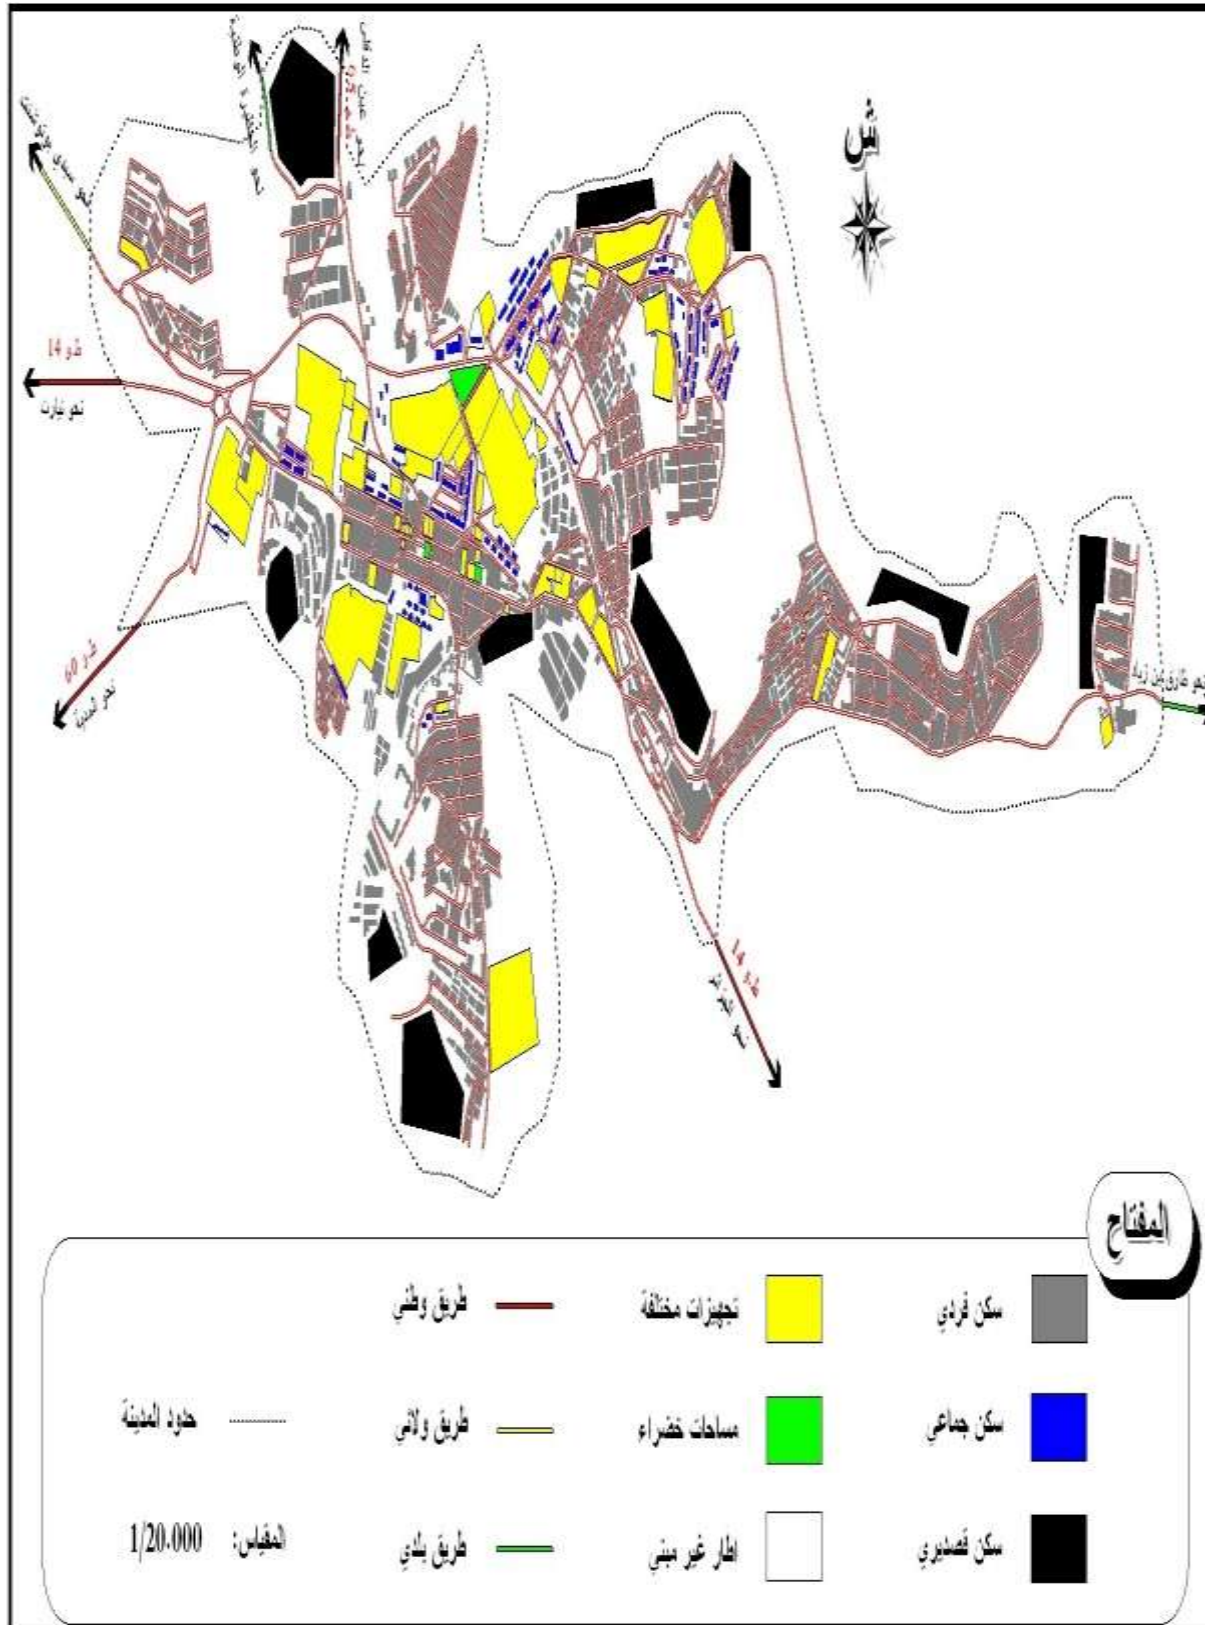 ش
ط و 14
نحو تيارت
ط و 60
نحو المدية
ط و 14
المفتاح
سكن فردي
تجهيزات مختلفة
طريق وطني
سكن جماعي
مساحات خضراء
طريق ولائي
حدود المدينة
سكن قصديري
اطار غير مبني
طريق بلدي
المقياس: 1/20.000